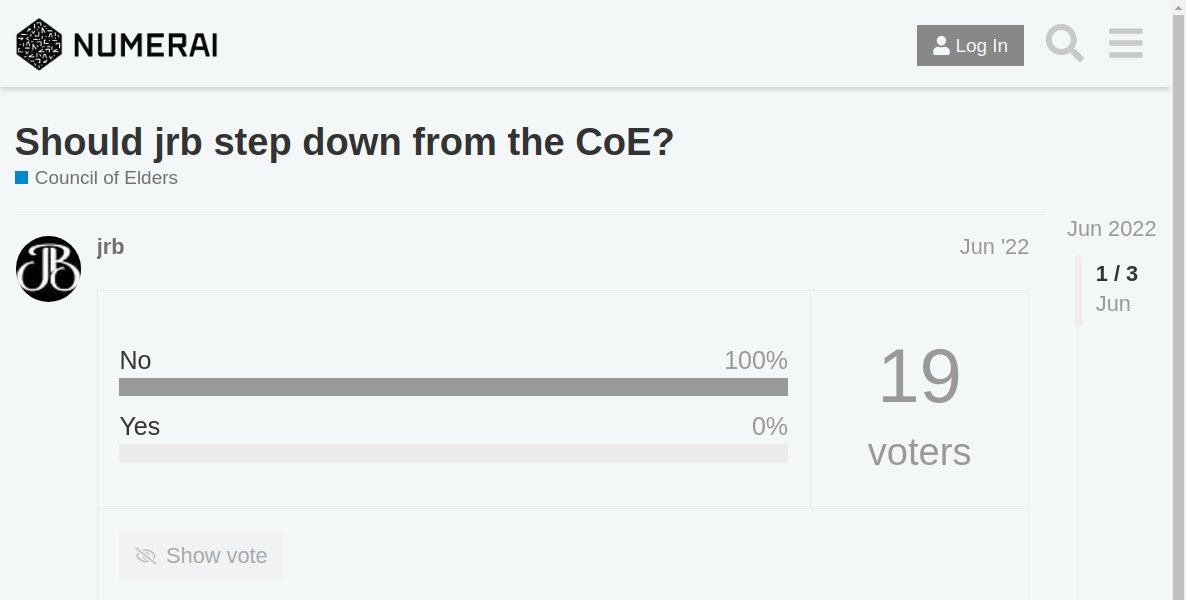 NUMERAI
Log In
Should jrb step down from the CoE?
Council of Elders
jrb
Jun '22
Jun 2022
1 / 3
Jun
No
100%
Yes
0%
19
voters
Show vote